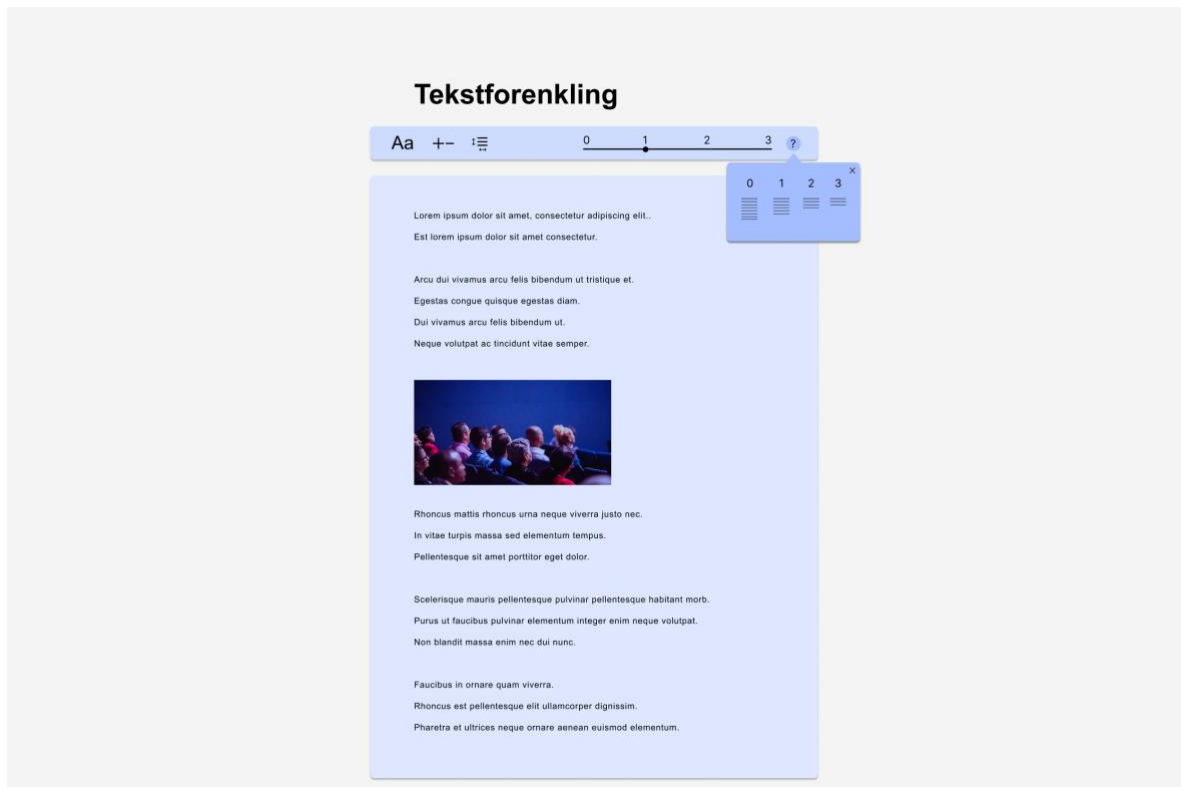 Tekstforenkling
Aa +− 0 1 2 3 ?
×
0 1 2 3
Lorem ipsum dolor sit amet, consectetur adipiscing elit..
Est lorem ipsum dolor sit amet consectetur.
Arcu dui vivamus arcu felis bibendum ut tristique et.
Egestas congue quisque egestas diam.
Dui vivamus arcu felis bibendum ut.
Neque volutpat ac tincidunt vitae semper.
Rhoncus mattis rhoncus urna neque viverra justo nec.
In vitae turpis massa sed elementum tempus.
Pellentesque sit amet porttitor eget dolor.
Scelerisque mauris pellentesque pulvinar pellentesque habitant morb.
Purus ut faucibus pulvinar elementum integer enim neque volutpat.
Non blandit massa enim nec dui nunc.
Faucibus in ornare quam viverra.
Rhoncus est pellentesque elit ullamcorper dignissim.
Pharetra et ultrices neque ornare aenean euismod elementum.